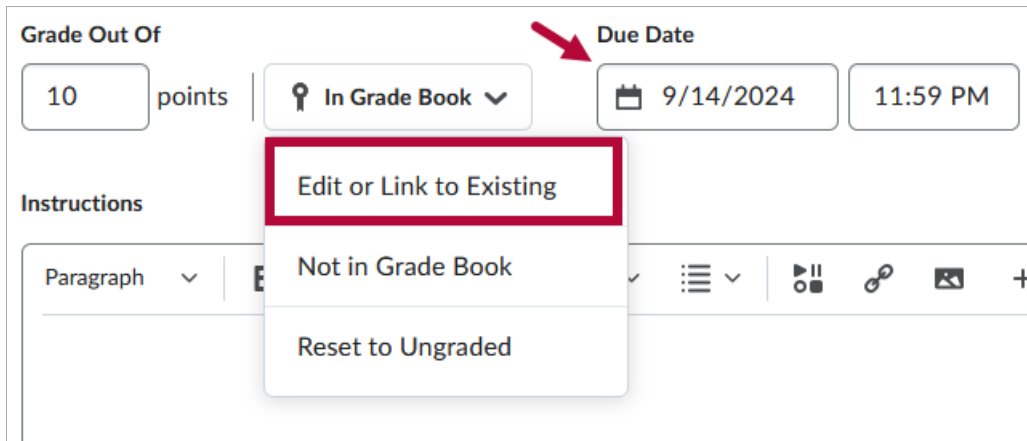 Grade Out Of
Due Date
10 points
In Grade Book
9/14/2024
11:59 PM
Edit or Link to Existing
Instructions
Not in Grade Book
Paragraph
Reset to Ungraded